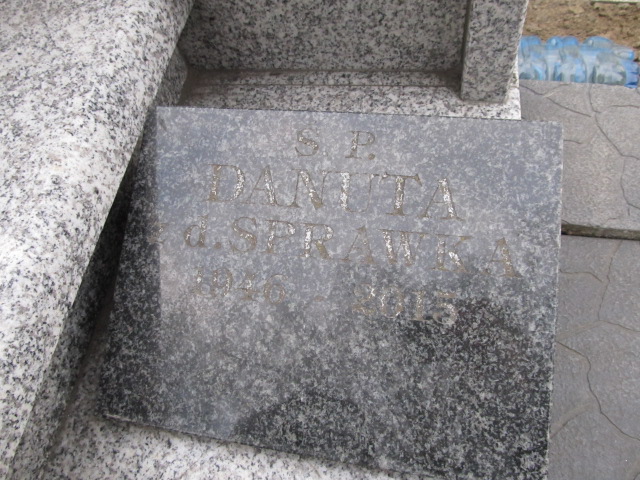 Ś. P.
DANUTA
z d. SPRAWKA
1946 - 2015